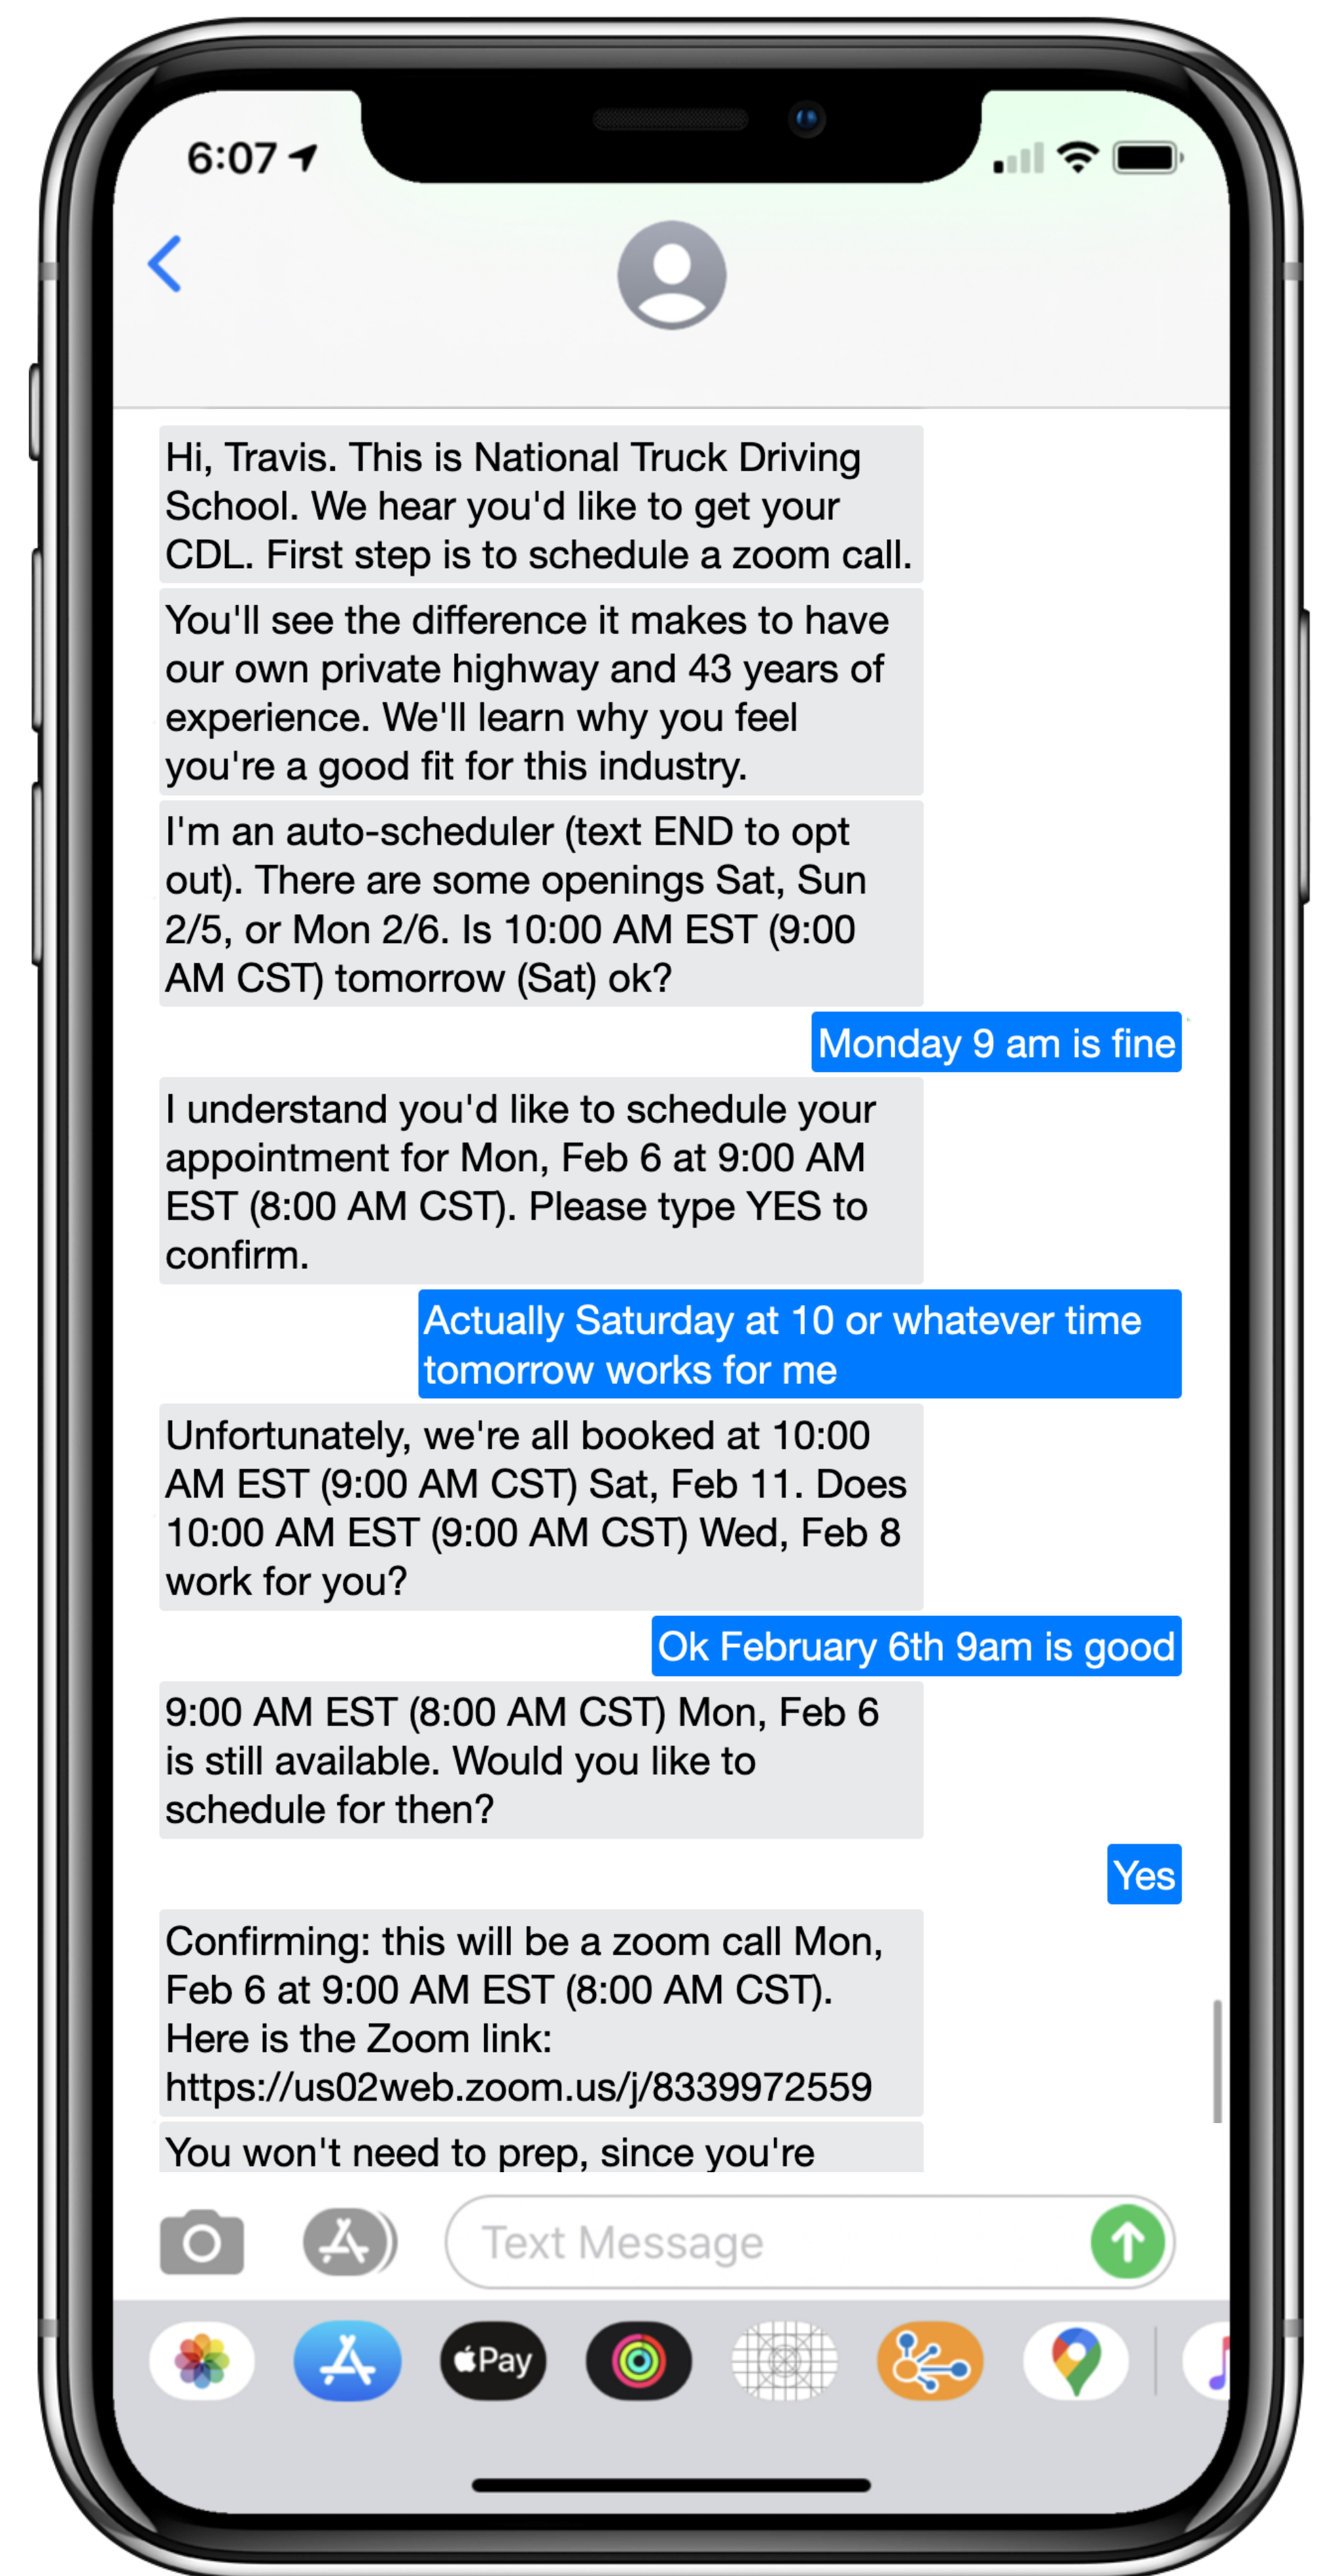 6:07
Hi, Travis. This is National Truck Driving
School. We hear you'd like to get your
CDL. First step is to schedule a zoom call.
You'll see the difference it makes to have
our own private highway and 43 years of
experience. We'll learn why you feel
you're a good fit for this industry.
I'm an auto-scheduler (text END to opt
out). There are some openings Sat, Sun
2/5, or Mon 2/6. Is 10:00 AM EST (9:00
AM CST) tomorrow (Sat) ok?
Monday 9 am is fine
I understand you'd like to schedule your
appointment for Mon, Feb 6 at 9:00 AM
EST (8:00 AM CST). Please type YES to
confirm.
Actually Saturday at 10 or whatever time
tomorrow works for me
Unfortunately, we're all booked at 10:00
AM EST (9:00 AM CST) Sat, Feb 11. Does
10:00 AM EST (9:00 AM CST) Wed, Feb 8
work for you?
Ok February 6th 9am is good
9:00 AM EST (8:00 AM CST) Mon, Feb 6
is still available. Would you like to
schedule for then?
Yes
Confirming: this will be a zoom call Mon,
Feb 6 at 9:00 AM EST (8:00 AM CST).
Here is the Zoom link:
https://us02web.zoom.us/j/8339972559
You won't need to prep, since you're
Text Message
Pay